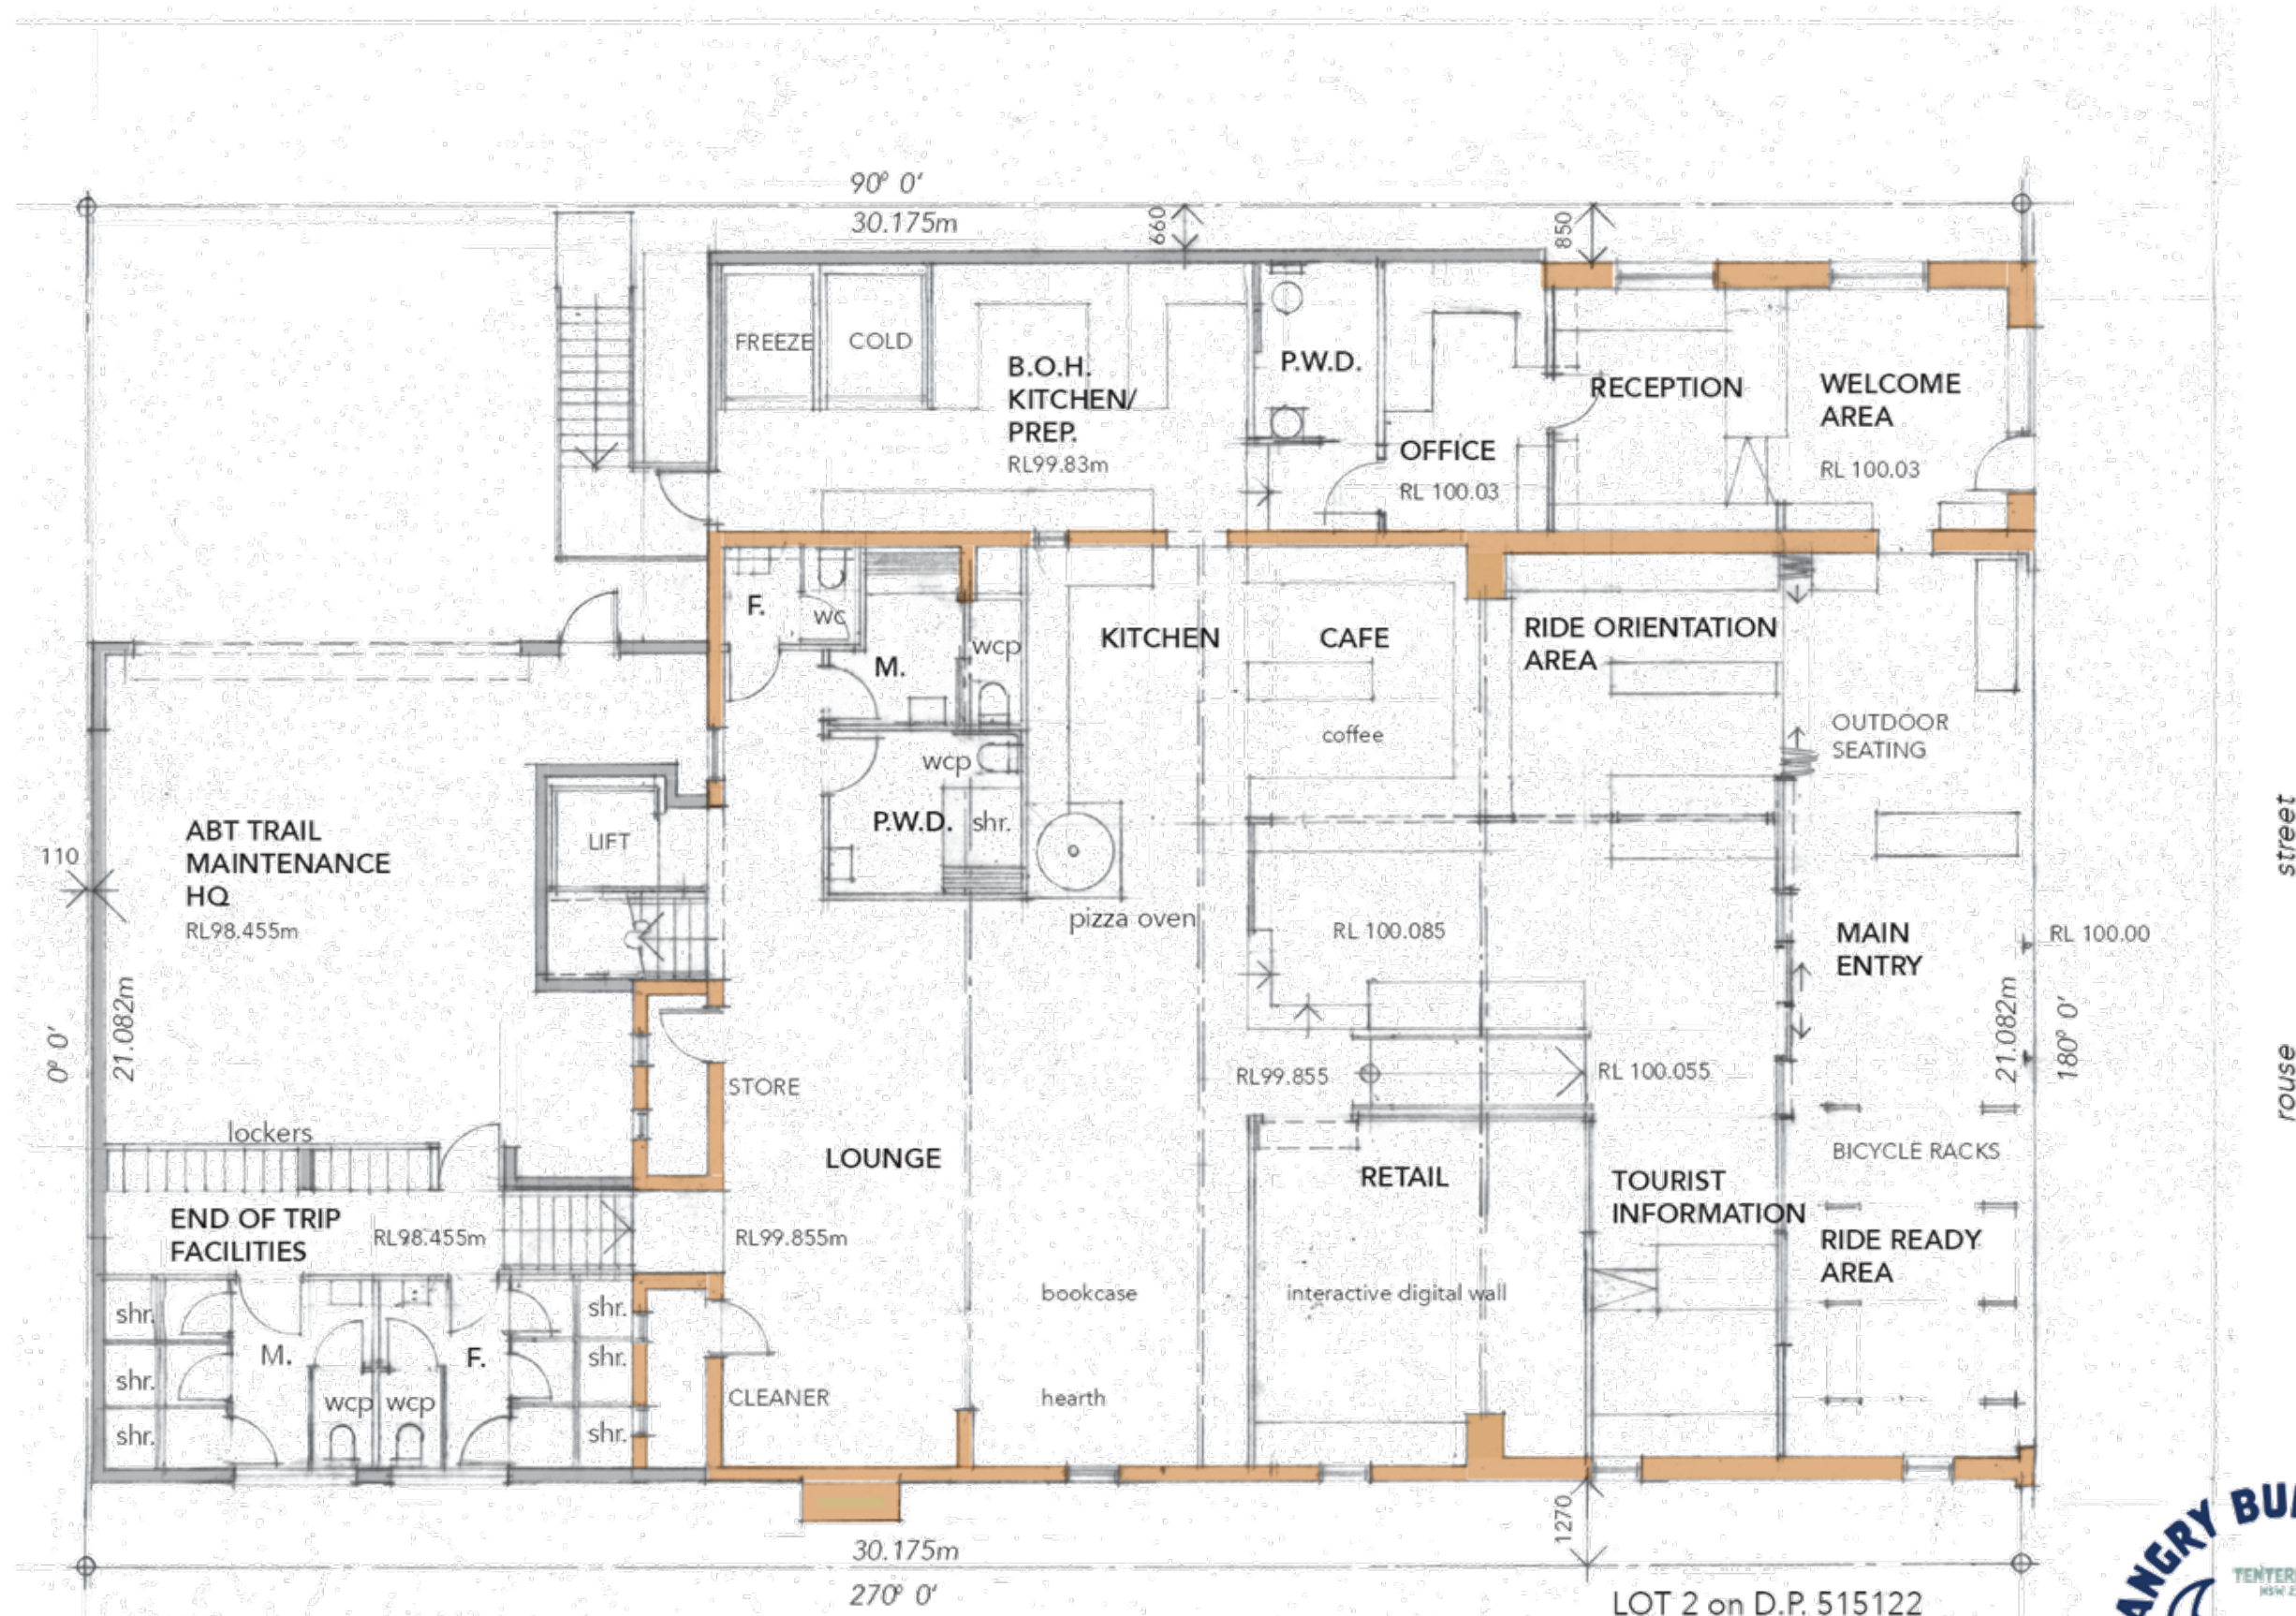 90° 0'
30.175m
660
850
FREEZE
COLD
B.O.H.
KITCHEN/
PREP.
RL99.83m
P.W.D.
OFFICE
RL 100.03
RECEPTION
WELCOME
AREA
RL 100.03
F.
wc
M.
wcp
KITCHEN
CAFE
coffee
RIDE ORIENTATION
AREA
OUTDOOR
SEATING
wcp
P.W.D.
shr.
pizza oven
LIFT
ABT TRAIL
MAINTENANCE
HQ
RL98.455m
110
21.082m
0° 0'
RL 100.085
MAIN
ENTRY
RL 100.00
21.082m
180° 0'
street
rouse
RL99.855
RL 100.055
STORE
LOUNGE
lockers
END OF TRIP
FACILITIES
RL98.455m
RL99.855m
RETAIL
TOURIST
INFORMATION
BICYCLE RACKS
RIDE READY
AREA
bookcase
interactive digital wall
hearth
CLEANER
shr.
shr.
shr.
M.
wcp
wcp
F.
shr.
shr.
shr.
1270
30.175m
270° 0'
LOT 2 on D.P. 515122
ANGRY